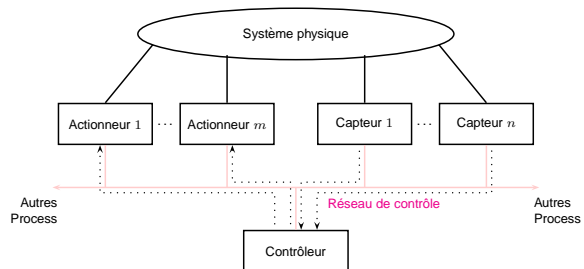 Système physique
Actionneur 1
...
Actionneur m
Capteur 1
...
Capteur n
Autres
Process
Réseau de contrôle
Autres
Process
Contrôleur